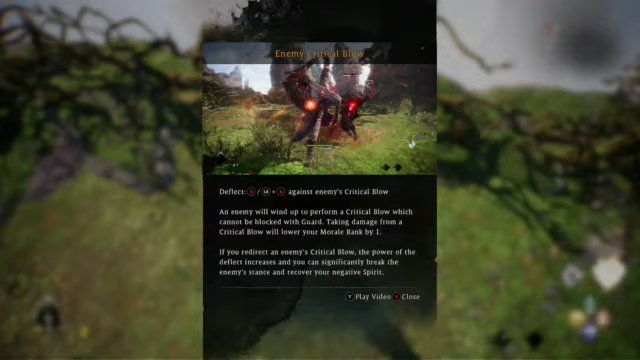 Enemy Critical Blow
Deflect: B / LB + B against enemy's Critical Blow
An enemy will wind up to perform a Critical Blow which
cannot be blocked with Guard. Taking damage from a
Critical Blow will lower your Morale Rank by 1.
If you redirect an enemy's Critical Blow, the power of the
deflect increases and you can significantly break the
enemy's stance and recover your negative Spirit.
Y Play Video B Close